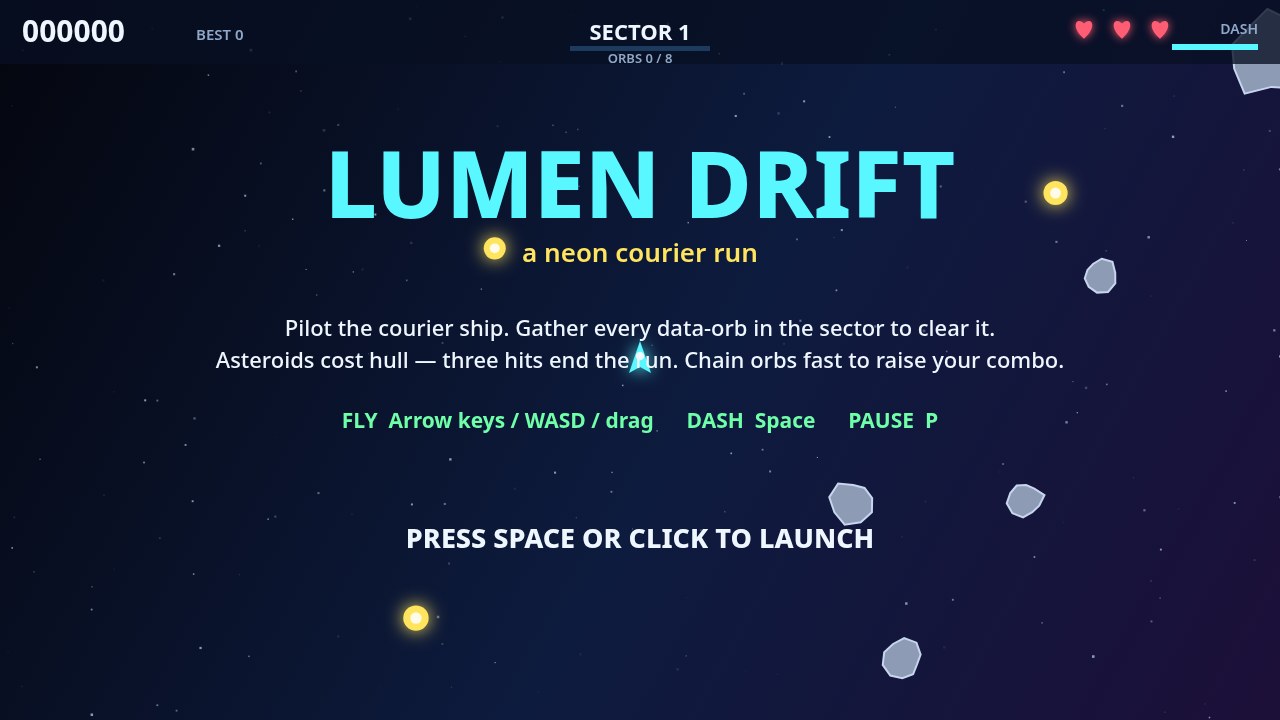 000000
BEST 0
SECTOR 1
ORBS 0 / 8
DASH
LUMEN DRIFT
a neon courier run
Pilot the courier ship. Gather every data-orb in the sector to clear it.
Asteroids cost hull — three hits end the run. Chain orbs fast to raise your combo.
FLY Arrow keys / WASD / drag DASH Space PAUSE P
PRESS SPACE OR CLICK TO LAUNCH